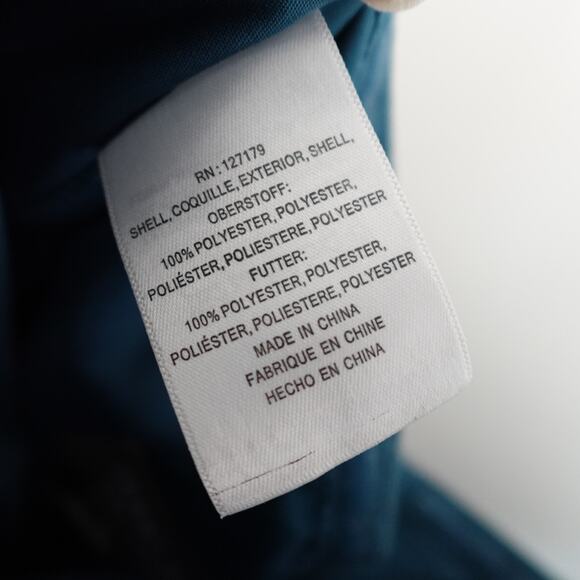 RN: 127179
SHELL, COQUILLE, EXTERIOR, SHELL,
OBERSTOFF:
100% POLYESTER, POLYESTER,
POLIÉSTER, POLIESTERE, POLYESTER
FUTTER:
100% POLYESTER, POLYESTER,
POLIÉSTER, POLIESTERE, POLYESTER
MADE IN CHINA
FABRIQUE EN CHINE
HECHO EN CHINA